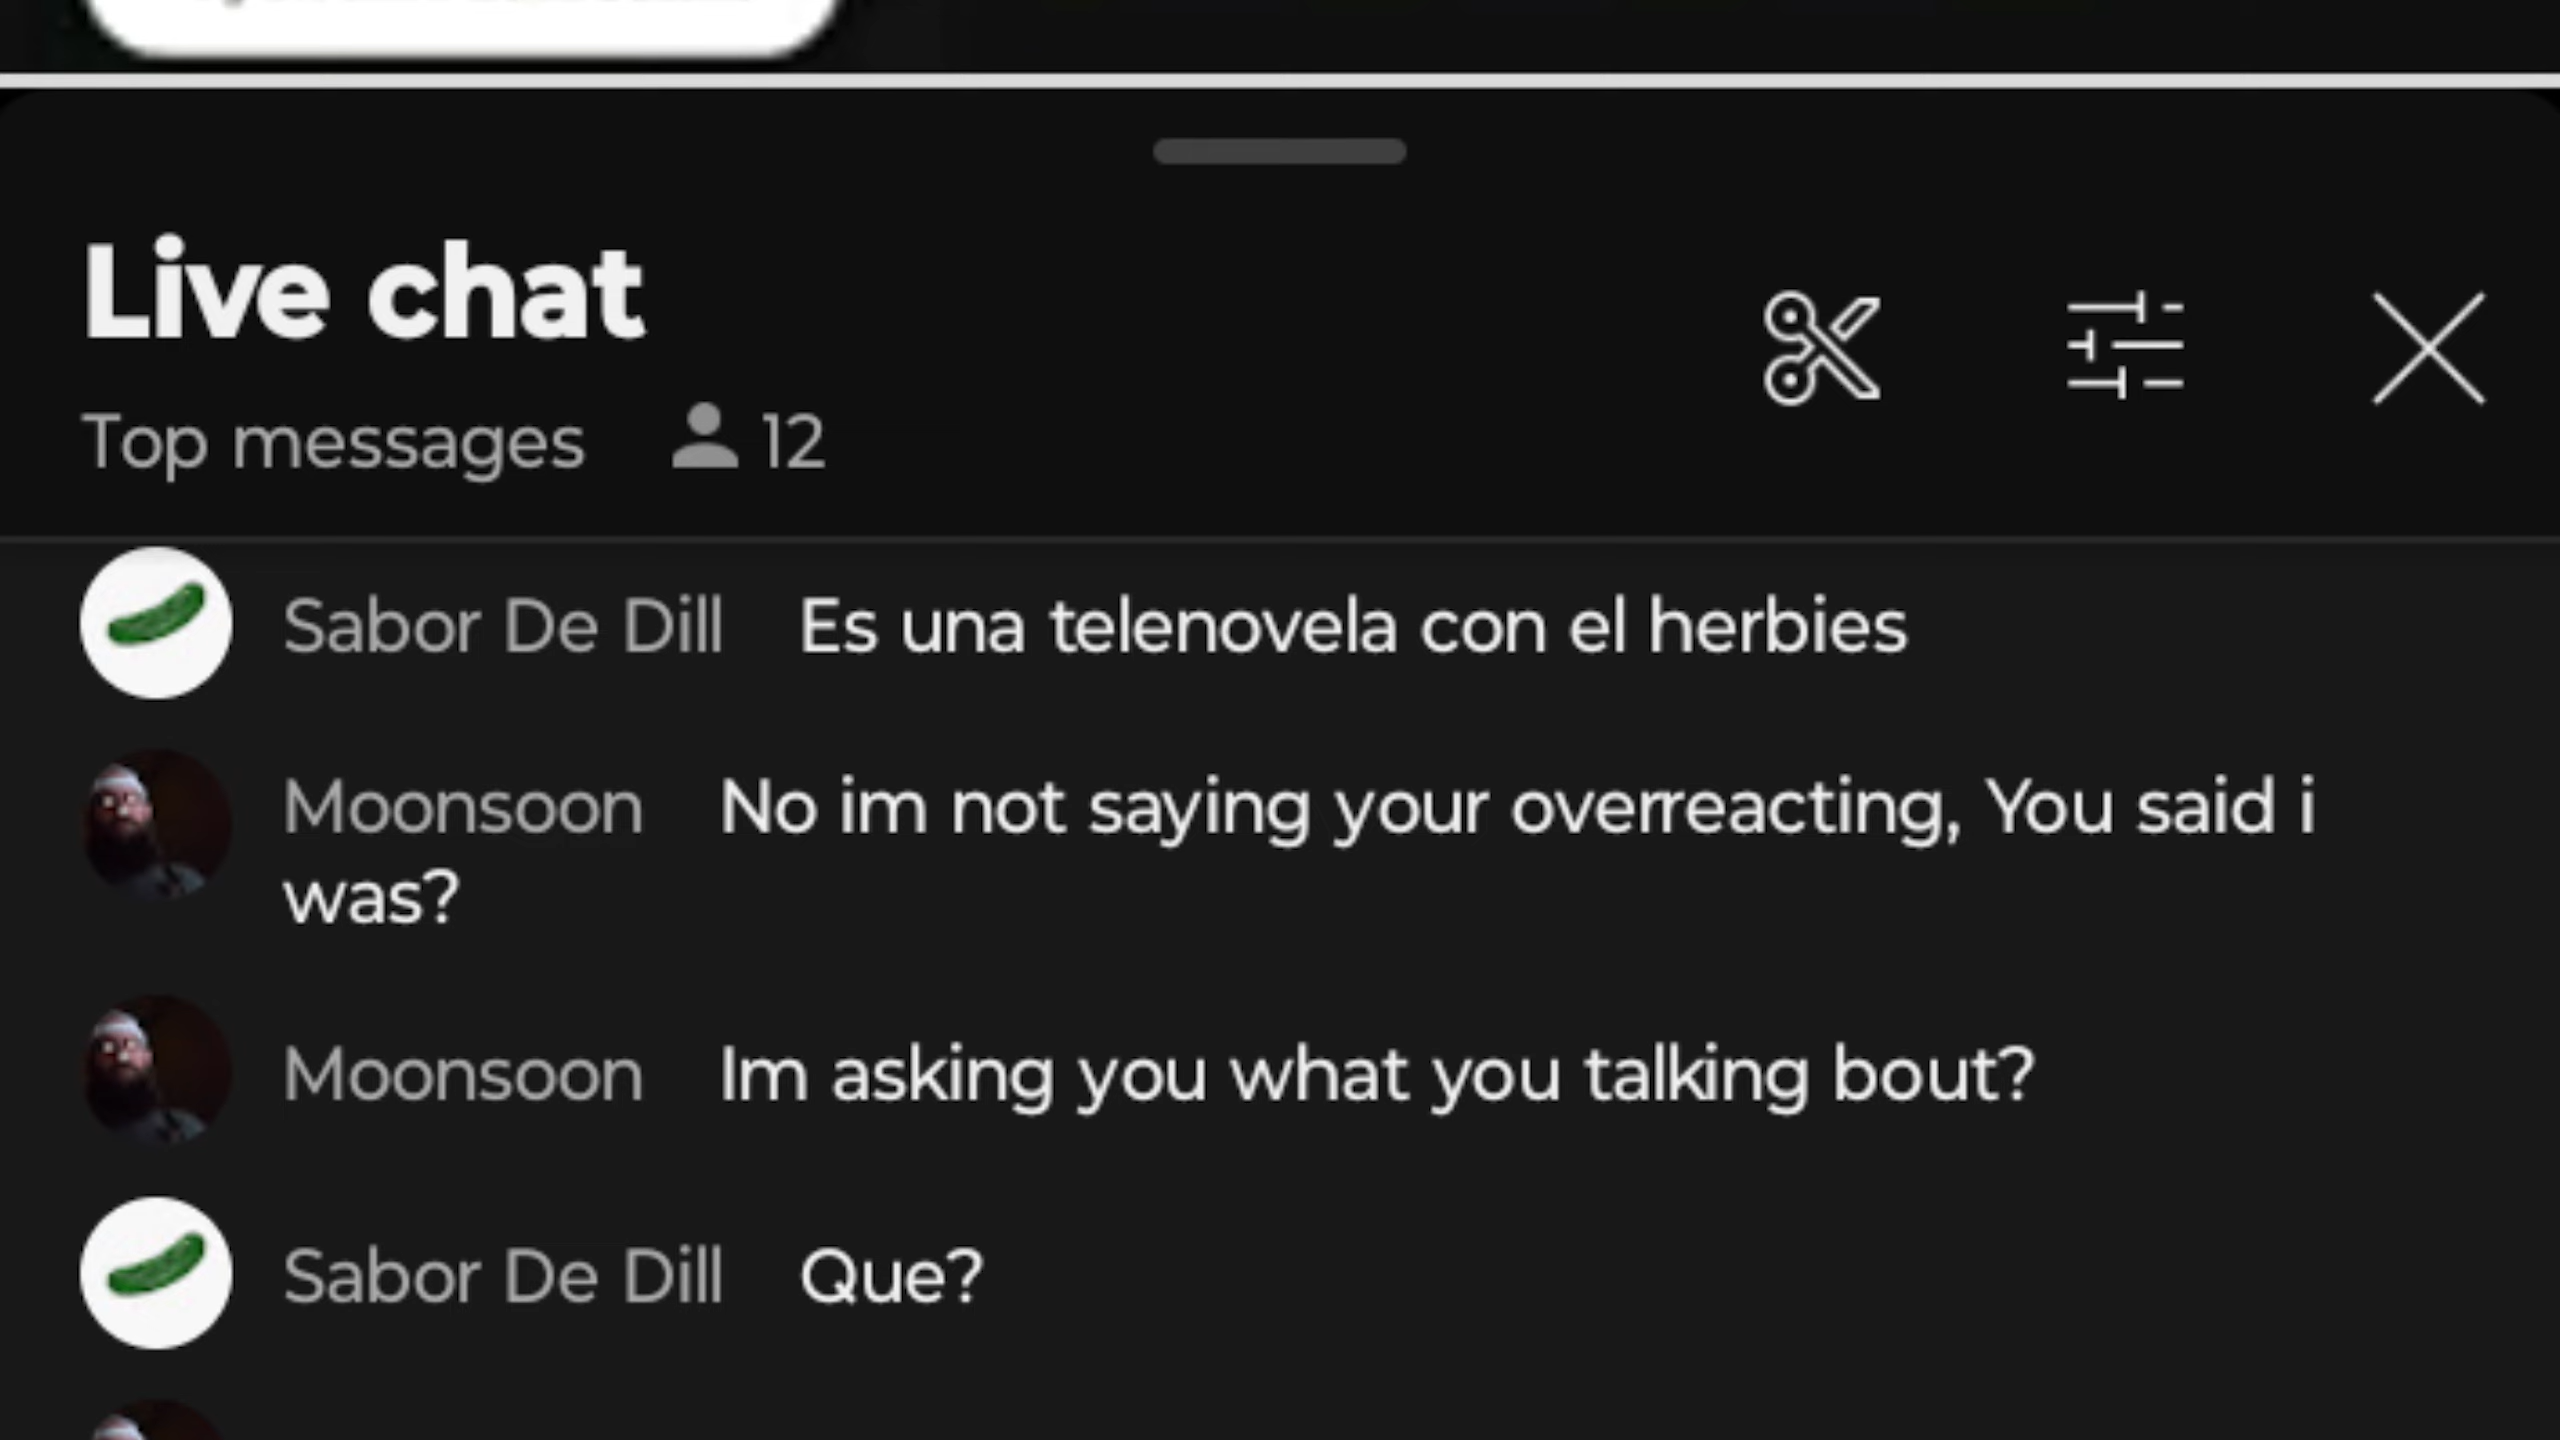 Live chat
Top messages 12
Sabor De Dill Es una telenovela con el herbies
Moonsoon No im not saying your overreacting, You said i
was?
Moonsoon Im asking you what you talking bout?
Sabor De Dill Que?